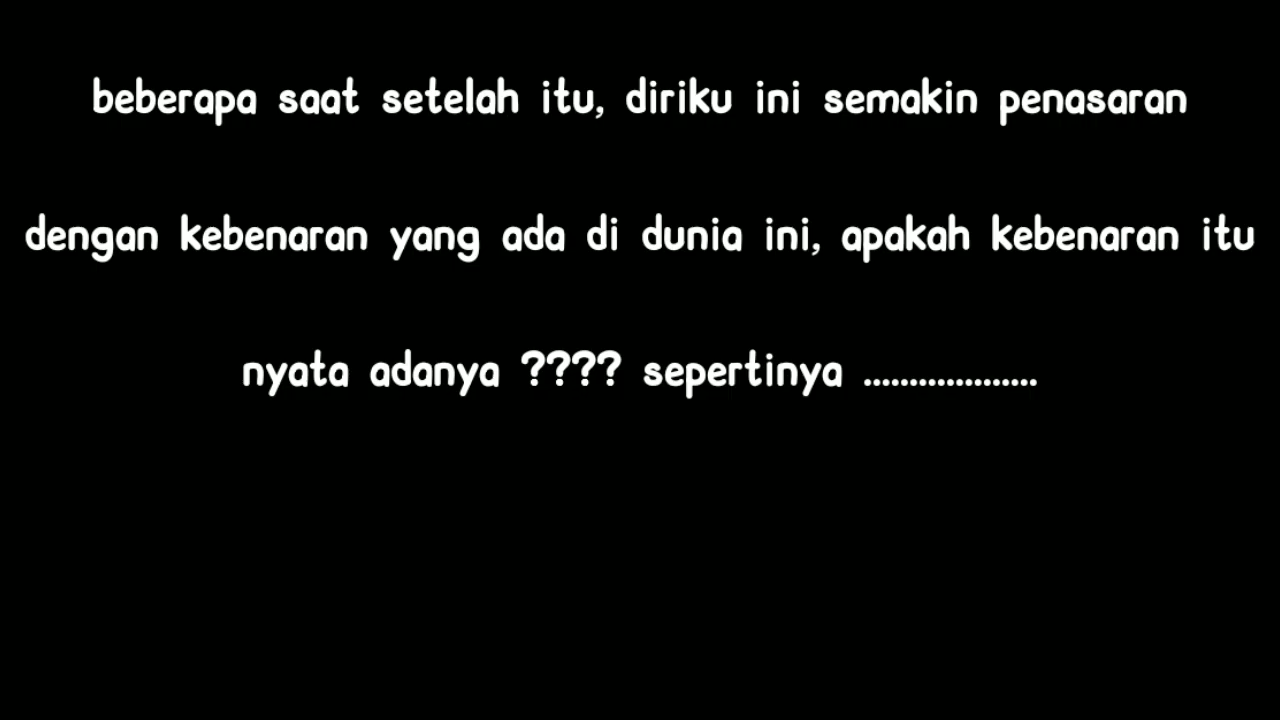 beberapa saat setelah itu, diriku ini semakin penasaran
dengan kebenaran yang ada di dunia ini, apakah kebenaran itu
nyata adanya ???? sepertinya ...................